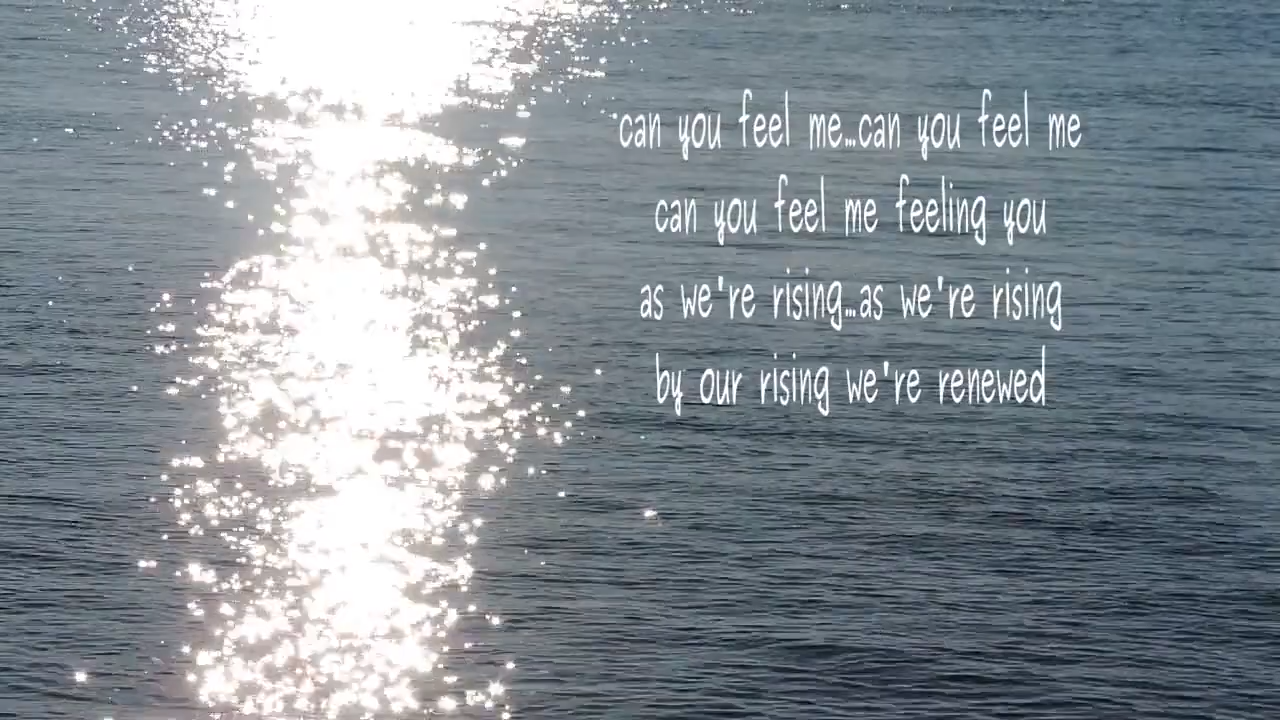 can you feel me...can you feel me
can you feel me feeling you
as we're rising...as we're rising
by our rising we're renewed